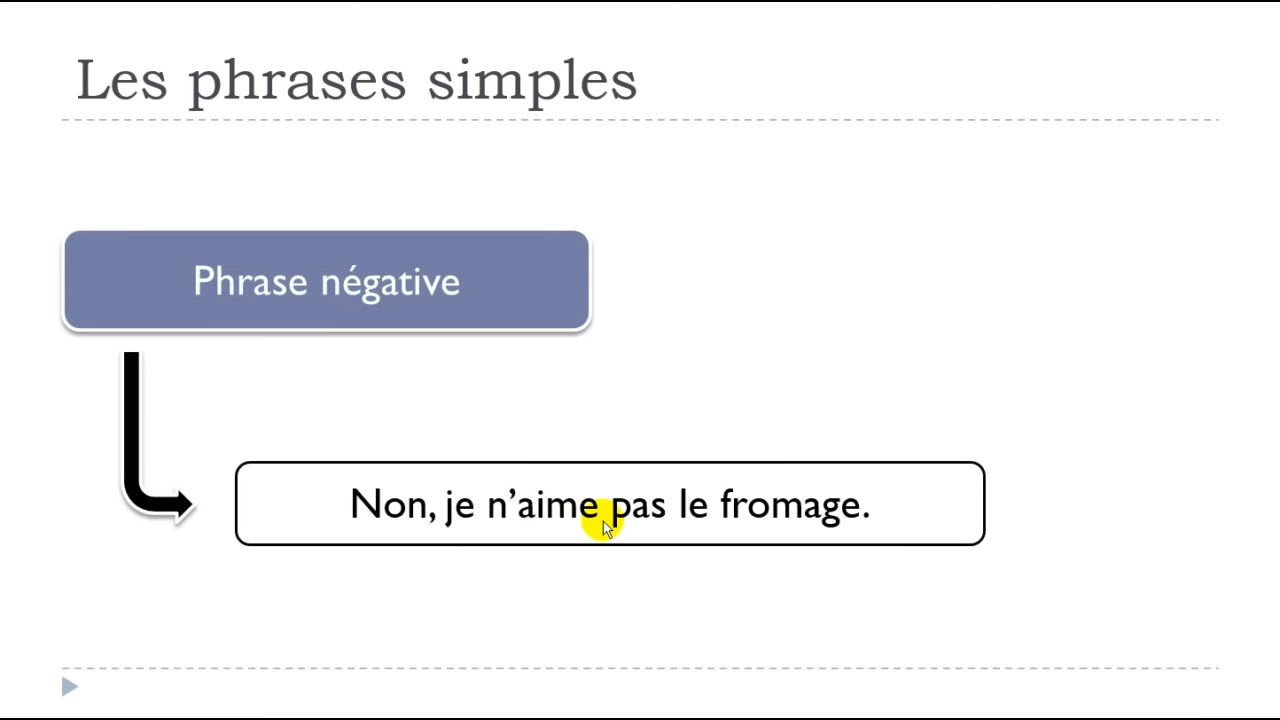 Les phrases simples
Phrase négative
Non, je n’aime pas le fromage.